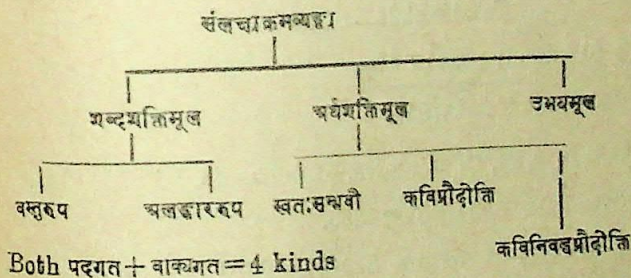 संलक्ष्यक्रमव्यङ्ग्य
शब्दशक्तिमूल अर्थशक्तिमूल उभयमूल
वस्तुरूप अलङ्काररूप स्वतःसम्भवी कविप्रौढोक्ति
कविनिबद्धप्रौढोक्ति
Both पदगत + वाक्यगत = 4 kinds